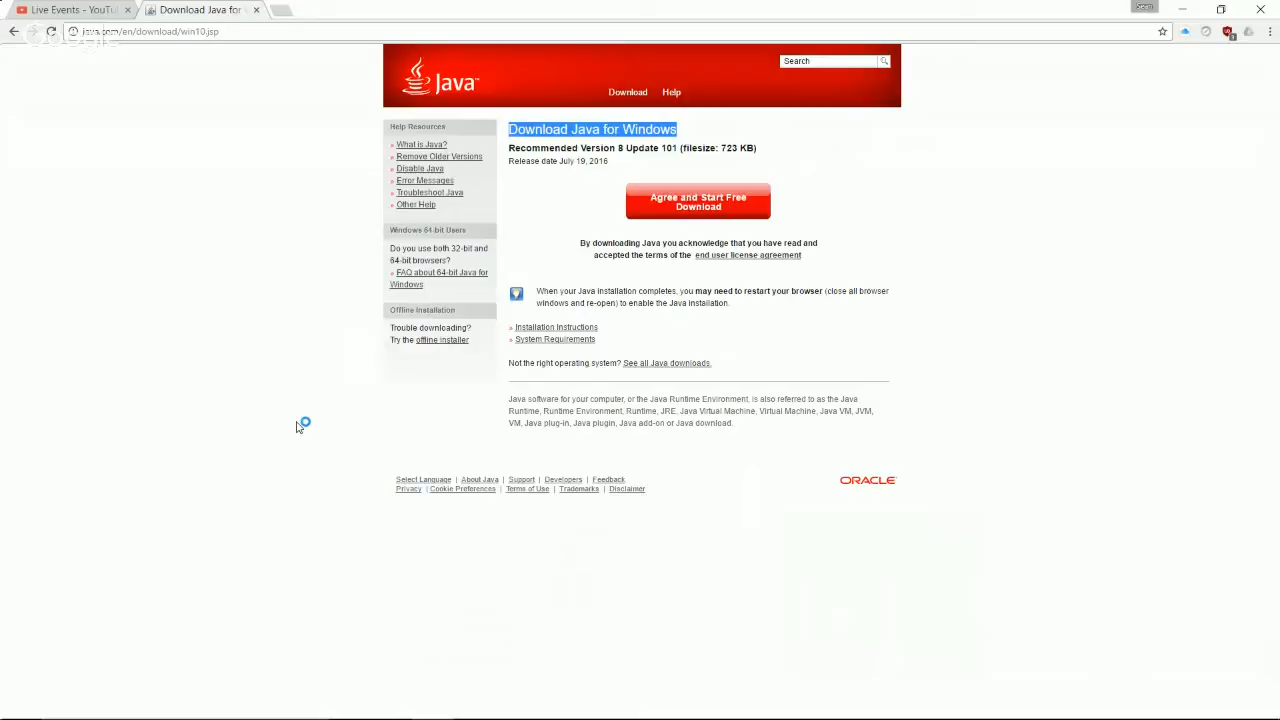 Live Events - YouTu
Download Java for W
Sean
java.com/en/download/win10.jsp
Java™
Search
Download Help
Help Resources
» What is Java?
» Remove Older Versions
» Disable Java
» Error Messages
» Troubleshoot Java
» Other Help
Windows 64-bit Users
Do you use both 32-bit and
64-bit browsers?
» FAQ about 64-bit Java for
Windows
Offline Installation
Trouble downloading?
Try the offline installer
Download Java for Windows
Recommended Version 8 Update 101 (filesize: 723 KB)
Release date July 19, 2016
Agree and Start Free
Download
By downloading Java you acknowledge that you have read and
accepted the terms of the end user license agreement
When your Java installation completes, you may need to restart your browser (close all browser
windows and re-open) to enable the Java installation.
» Installation Instructions
» System Requirements
Not the right operating system? See all Java downloads.
Java software for your computer, or the Java Runtime Environment, is also referred to as the Java
Runtime, Runtime Environment, Runtime, JRE, Java Virtual Machine, Virtual Machine, Java VM, JVM,
VM, Java plug-in, Java plugin, Java add-on or Java download.
Select Language | About Java | Support | Developers | Feedback
Privacy | Cookie Preferences | Terms of Use | Trademarks | Disclaimer
ORACLE